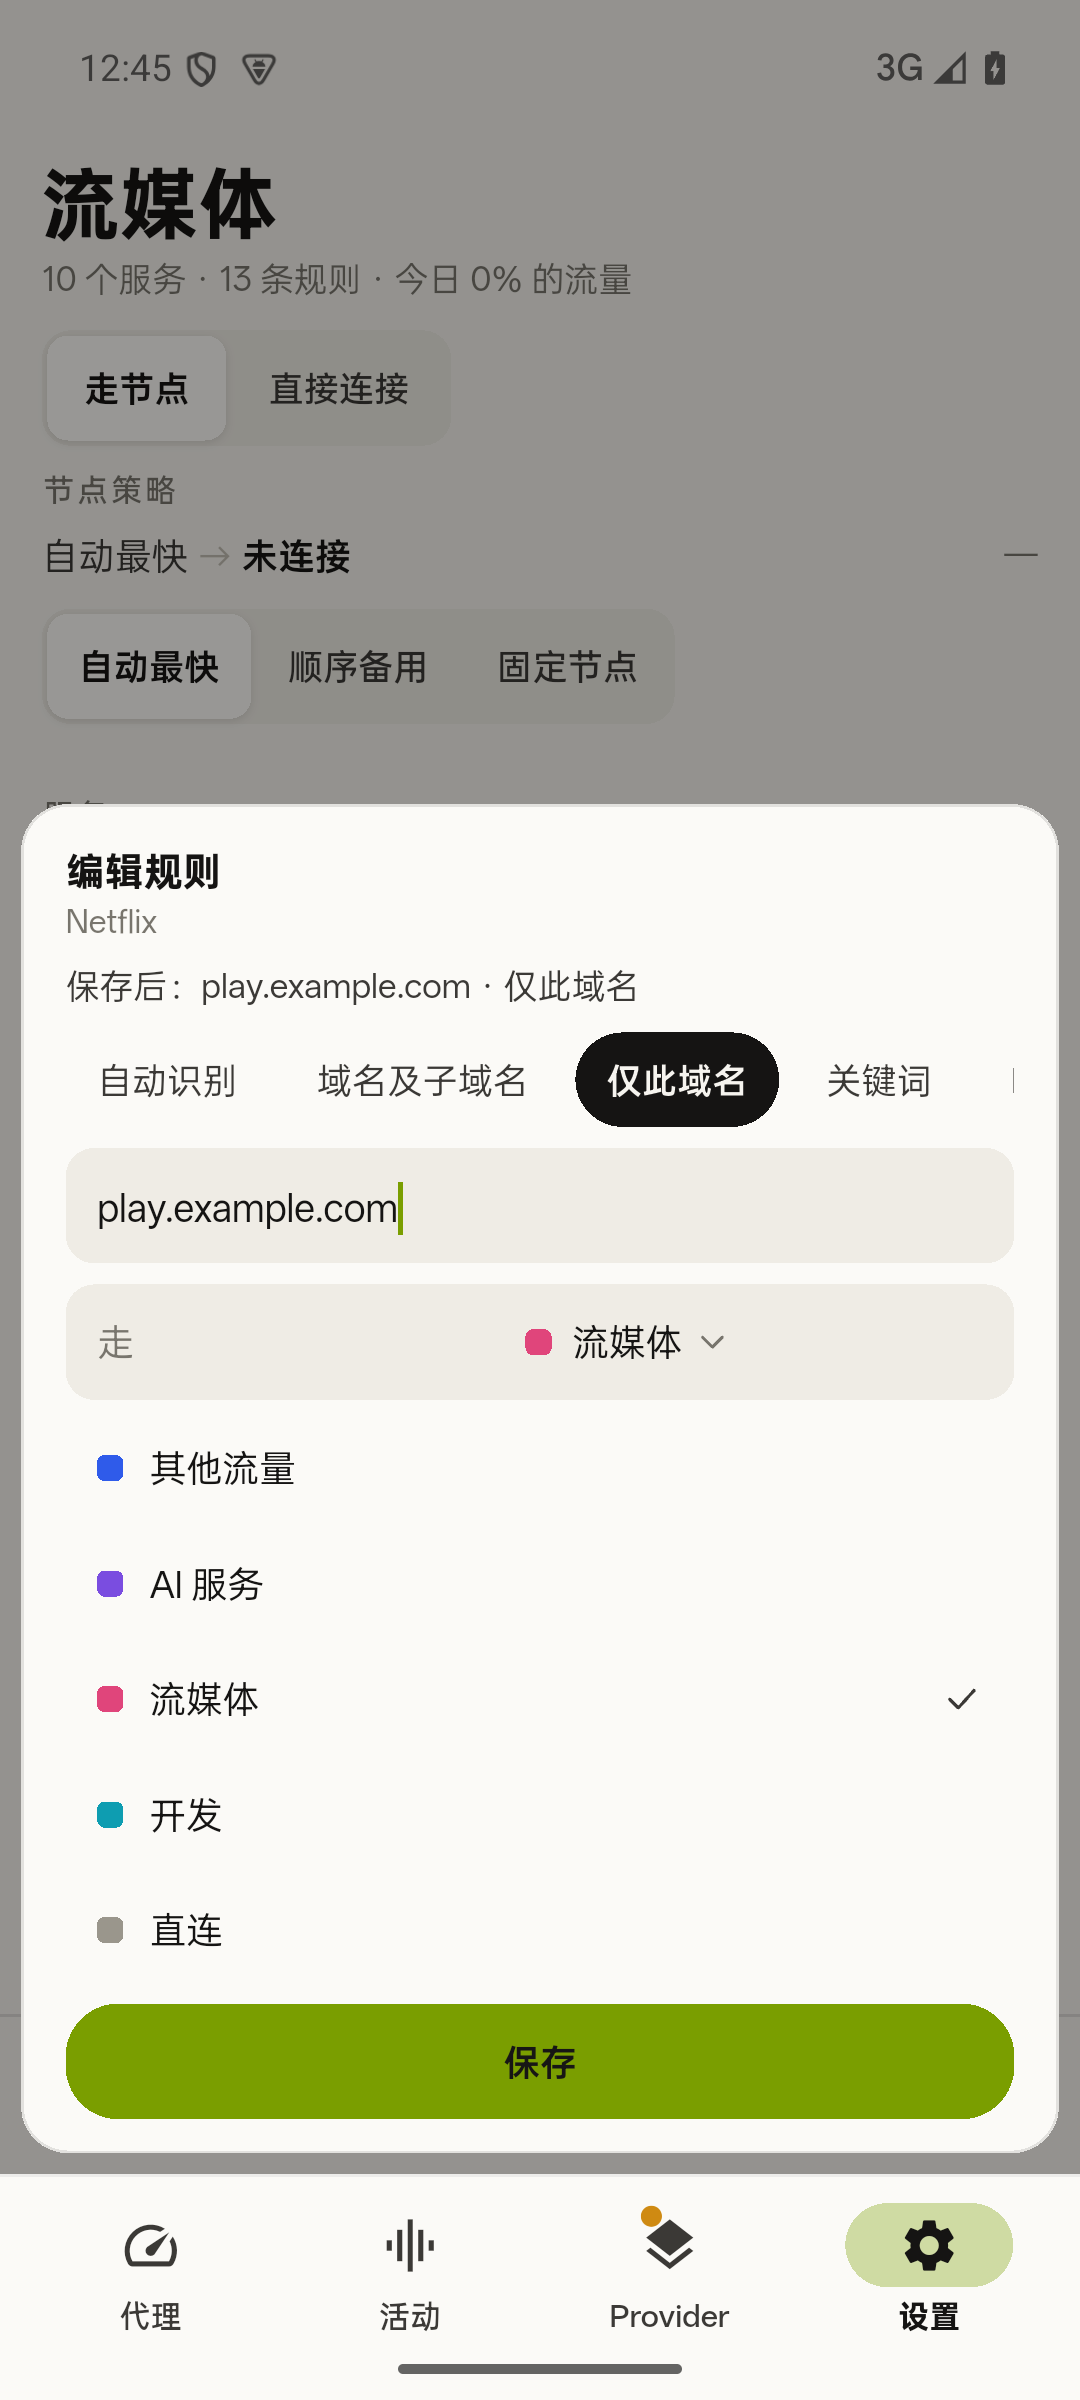 12:45
3G
流媒体
10 个服务 · 13 条规则 · 今日 0% 的流量
走节点 直接连接
节点策略
自动最快 → 未连接 —
自动最快 顺序备用 固定节点
编辑规则
Netflix
保存后：play.example.com · 仅此域名
自动识别 域名及子域名 仅此域名 关键词
play.example.com
走 流媒体
其他流量
AI 服务
流媒体
开发
直连
保存
代理 活动 Provider 设置